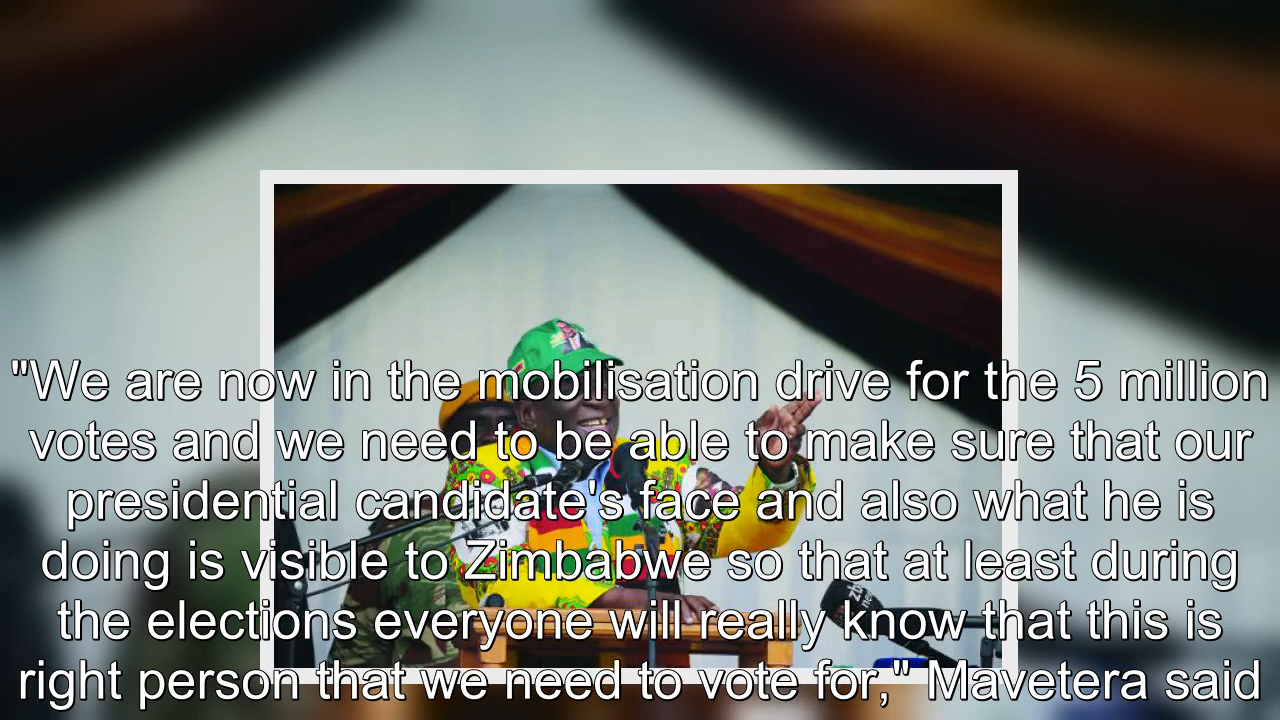 "We are now in the mobilisation drive for the 5 million
votes and we need to be able to make sure that our
presidential candidate's face and also what he is
doing is visible to Zimbabwe so that at least during
the elections everyone will really know that this is
right person that we need to vote for," Mavetera said